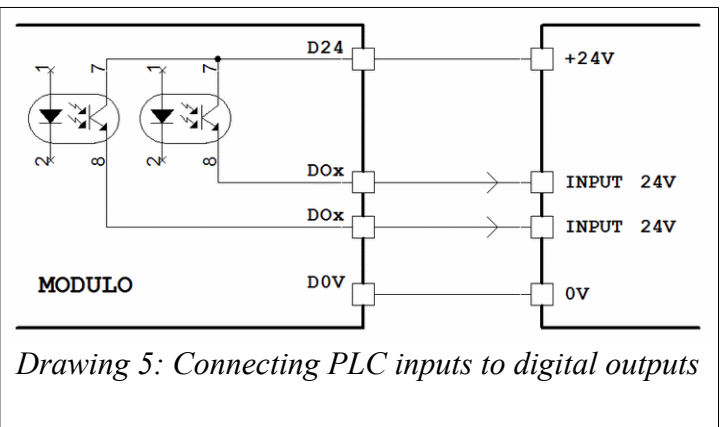 D24
+24V
1
7
1
7
2
8
2
8
DOx
INPUT 24V
DOx
INPUT 24V
MODULO
D0V
0V
Drawing 5: Connecting PLC inputs to digital outputs